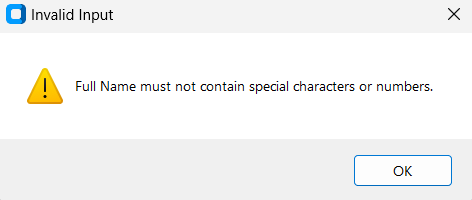 Invalid Input
Full Name must not contain special characters or numbers.
OK